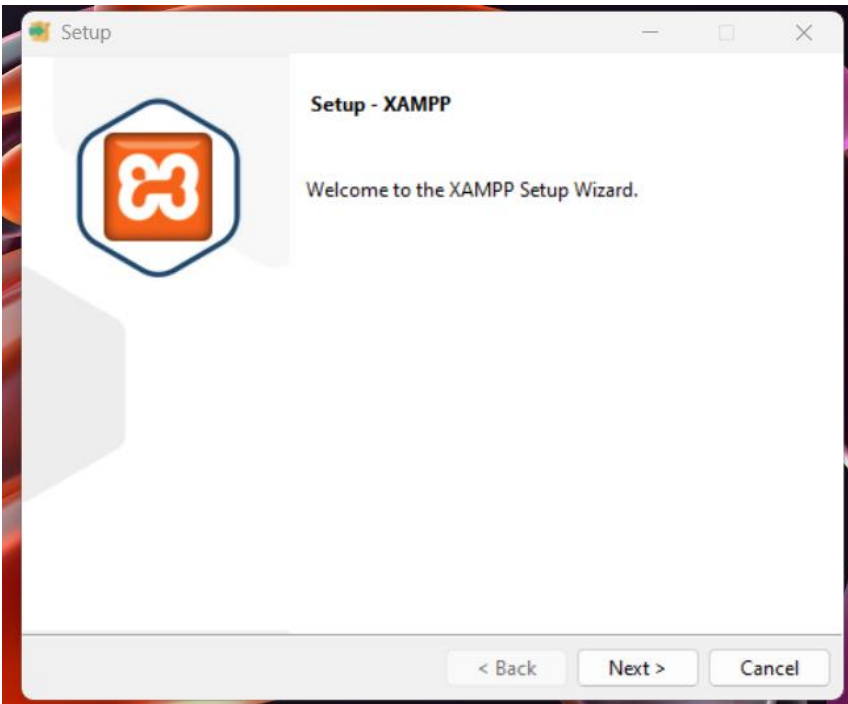 Setup
Setup - XAMPP
Welcome to the XAMPP Setup Wizard.
< Back
Next >
Cancel